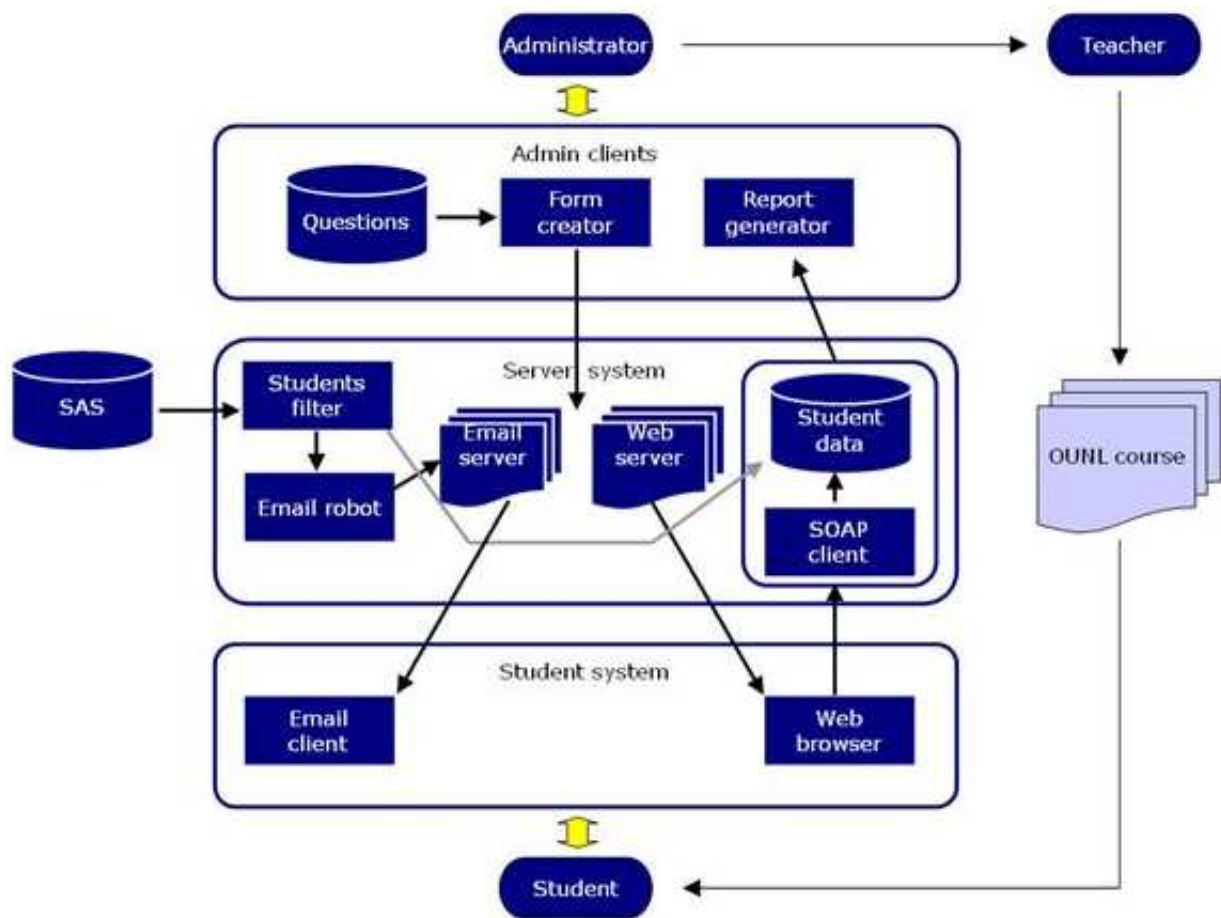 Administrator
Teacher
Admin clients
Questions
Form
creator
Report
generator
SAS
Server system
Students
filter
Email
server
Web
server
Student
data
OUNL course
Email robot
SOAP
client
Student system
Email
client
Web
browser
Student